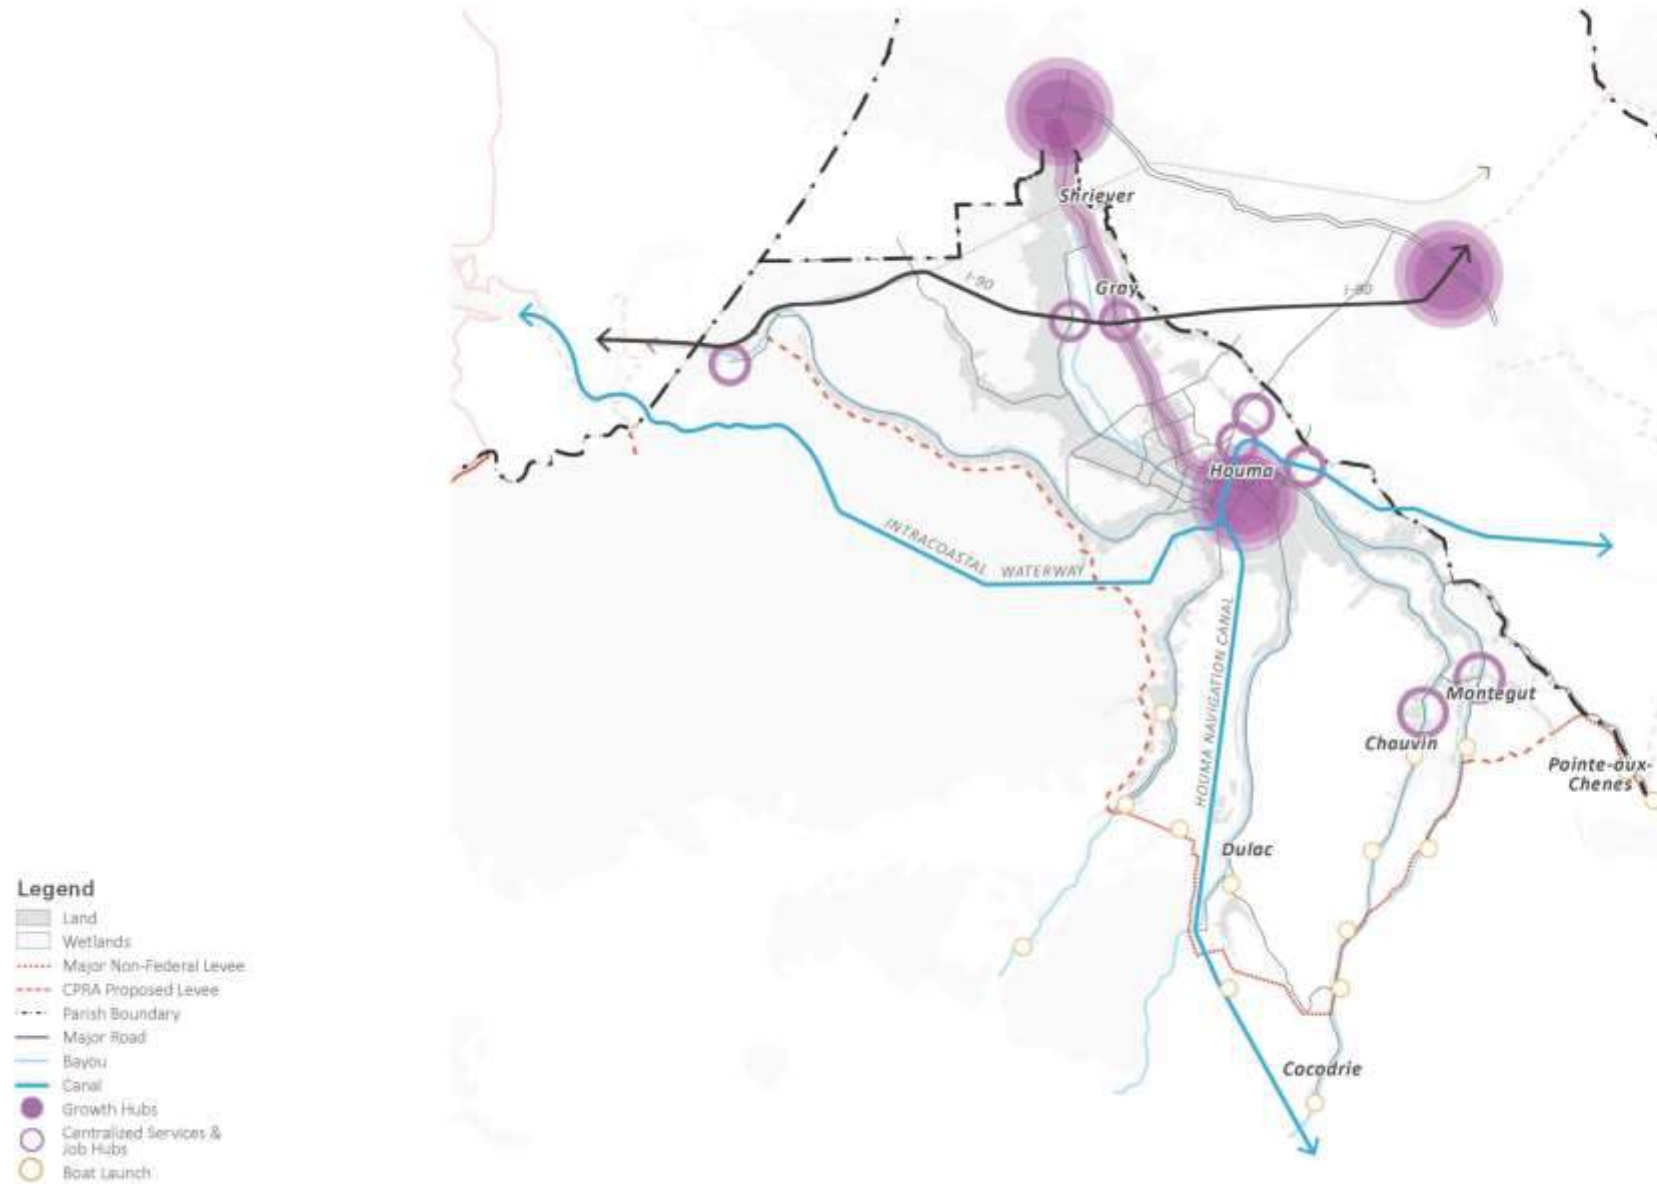 Shriever
I-90
Gray
I-90
Houma
INTRACOASTAL WATERWAY
HOUMA NAVIGATION CANAL
Montegut
Chauvin
Pointe-aux-
Chenes
Dulac
Cocodrie
Legend
Land
Wetlands
Major Non-Federal Levee
CPRA Proposed Levee
Parish Boundary
Major Road
Bayou
Canal
Growth Hubs
Centralized Services &
Job Hubs
Boat Launch